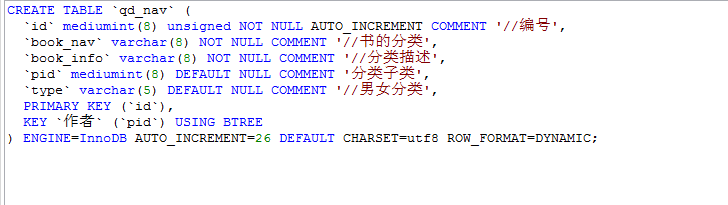 CREATE TABLE `qd_nav` (
  `id` mediumint(8) unsigned NOT NULL AUTO_INCREMENT COMMENT '//编号',
  `book_nav` varchar(8) NOT NULL COMMENT '//书的分类',
  `book_info` varchar(8) NOT NULL COMMENT '//分类描述',
  `pid` mediumint(8) DEFAULT NULL COMMENT '分类子类',
  `type` varchar(5) DEFAULT NULL COMMENT '//男女分类',
  PRIMARY KEY (`id`),
  KEY `作者` (`pid`) USING BTREE
) ENGINE=InnoDB AUTO_INCREMENT=26 DEFAULT CHARSET=utf8 ROW_FORMAT=DYNAMIC;